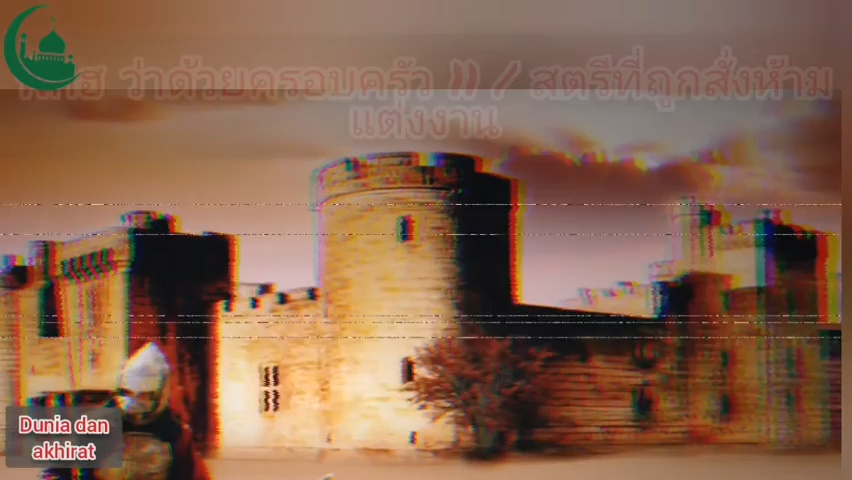 ว่าด้วยครอบครัว )) / สตรีที่ถูกสั่งห้าม
แต่งงาน
Dunia dan
akhirat